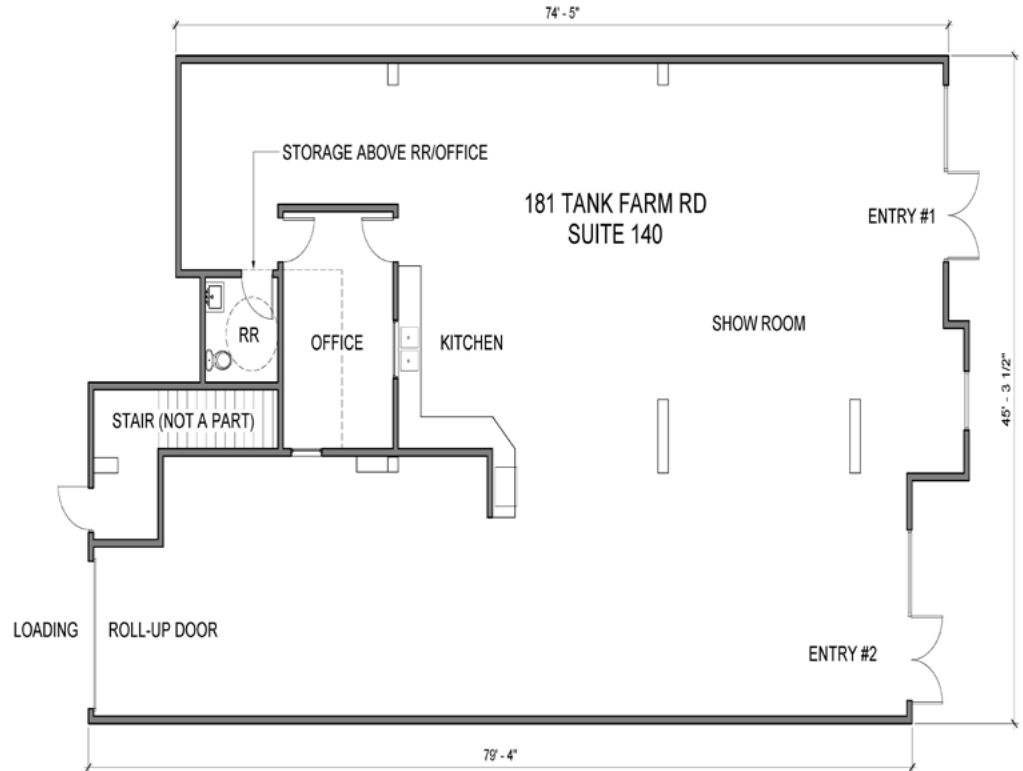 74' - 5"
STORAGE ABOVE RR/OFFICE
181 TANK FARM RD
SUITE 140
ENTRY #1
SHOW ROOM
RR
OFFICE
KITCHEN
45' - 3 1/2"
STAIR (NOT A PART)
LOADING
ROLL-UP DOOR
ENTRY #2
79' - 4"